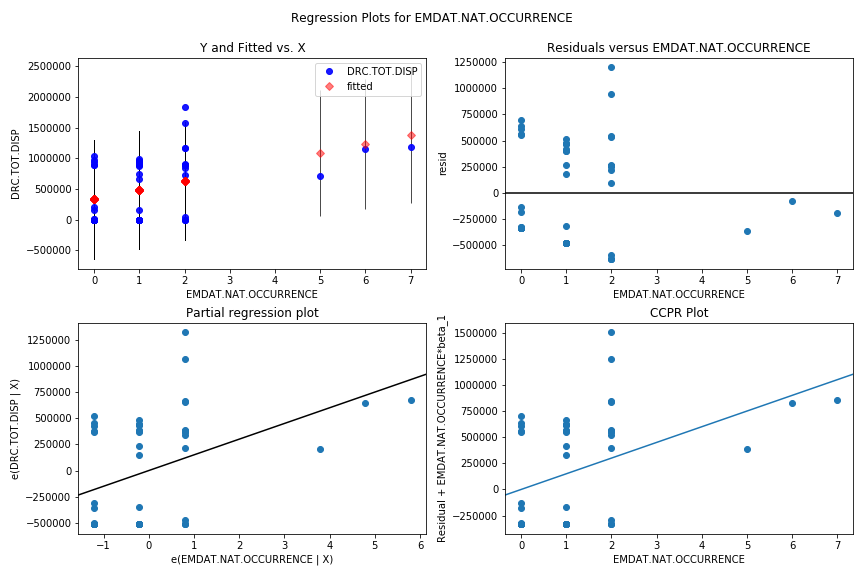 Regression Plots for EMDAT.NAT.OCCURRENCE
Y and Fitted vs. X
DRC.TOT.DISP
2500000
2000000
1500000
1000000
500000
0
−500000
DRC.TOT.DISP
fitted
0 1 2 3 4 5 6 7
EMDAT.NAT.OCCURRENCE
Residuals versus EMDAT.NAT.OCCURRENCE
resid
1250000
1000000
750000
500000
250000
0
−250000
−500000
0 1 2 3 4 5 6 7
EMDAT.NAT.OCCURRENCE
Partial regression plot
e(DRC.TOT.DISP | X)
1250000
1000000
750000
500000
250000
0
−250000
−500000
−1 0 1 2 3 4 5 6
e(EMDAT.NAT.OCCURRENCE | X)
CCPR Plot
Residual + EMDAT.NAT.OCCURRENCE*beta_1
1500000
1250000
1000000
750000
500000
250000
0
−250000
0 1 2 3 4 5 6 7
EMDAT.NAT.OCCURRENCE